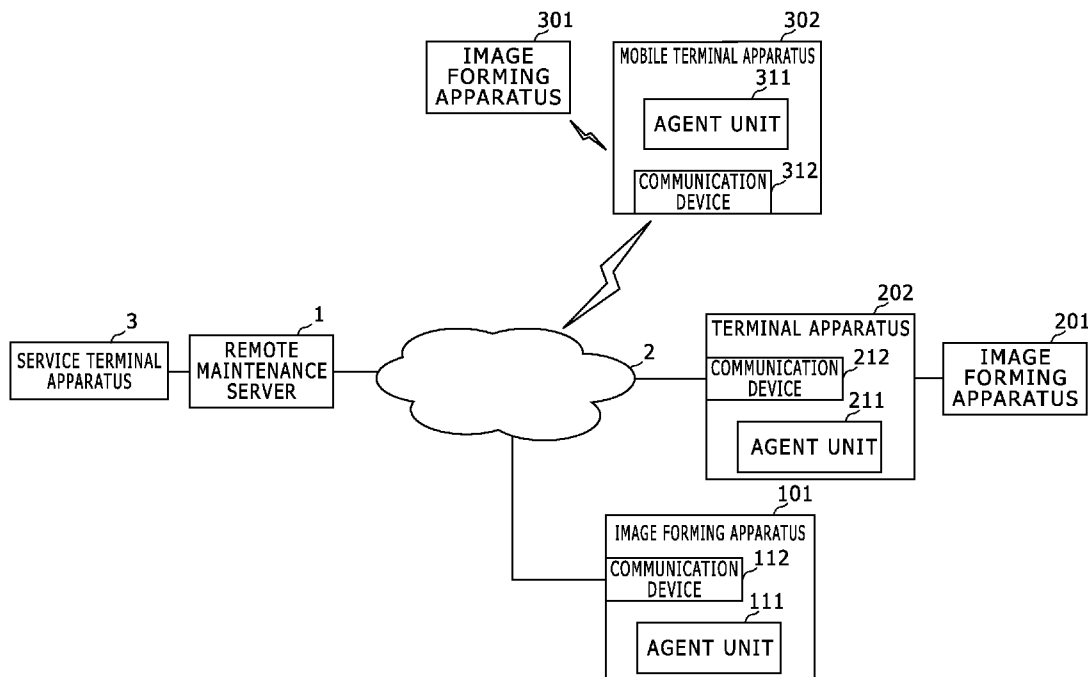 301
IMAGE
FORMING
APPARATUS
302
MOBILE TERMINAL APPARATUS
311
AGENT UNIT
312
COMMUNICATION
DEVICE
3
SERVICE TERMINAL
APPARATUS
1
REMOTE
MAINTENANCE
SERVER
2
202
TERMINAL APPARATUS
212
COMMUNICATION
DEVICE
211
AGENT UNIT
201
IMAGE
FORMING
APPARATUS
101
IMAGE FORMING APPARATUS
112
COMMUNICATION
DEVICE
111
AGENT UNIT